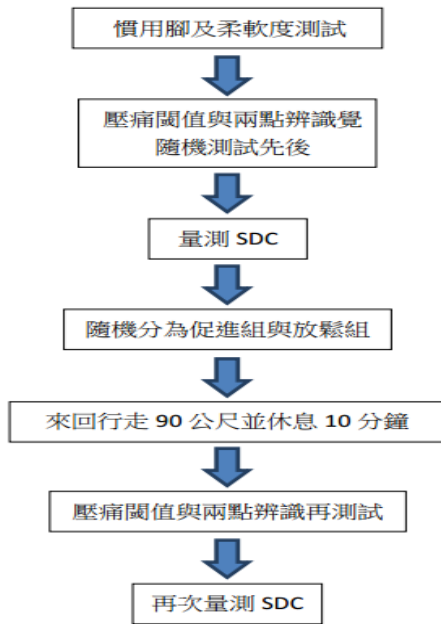 慣用腳及柔軟度測試
壓痛閾值與兩點辨識覺
隨機測試先後
量測 SDC
隨機分為促進組與放鬆組
來回行走 90 公尺並休息 10 分鐘
壓痛閾值與兩點辨識再測試
再次量測 SDC